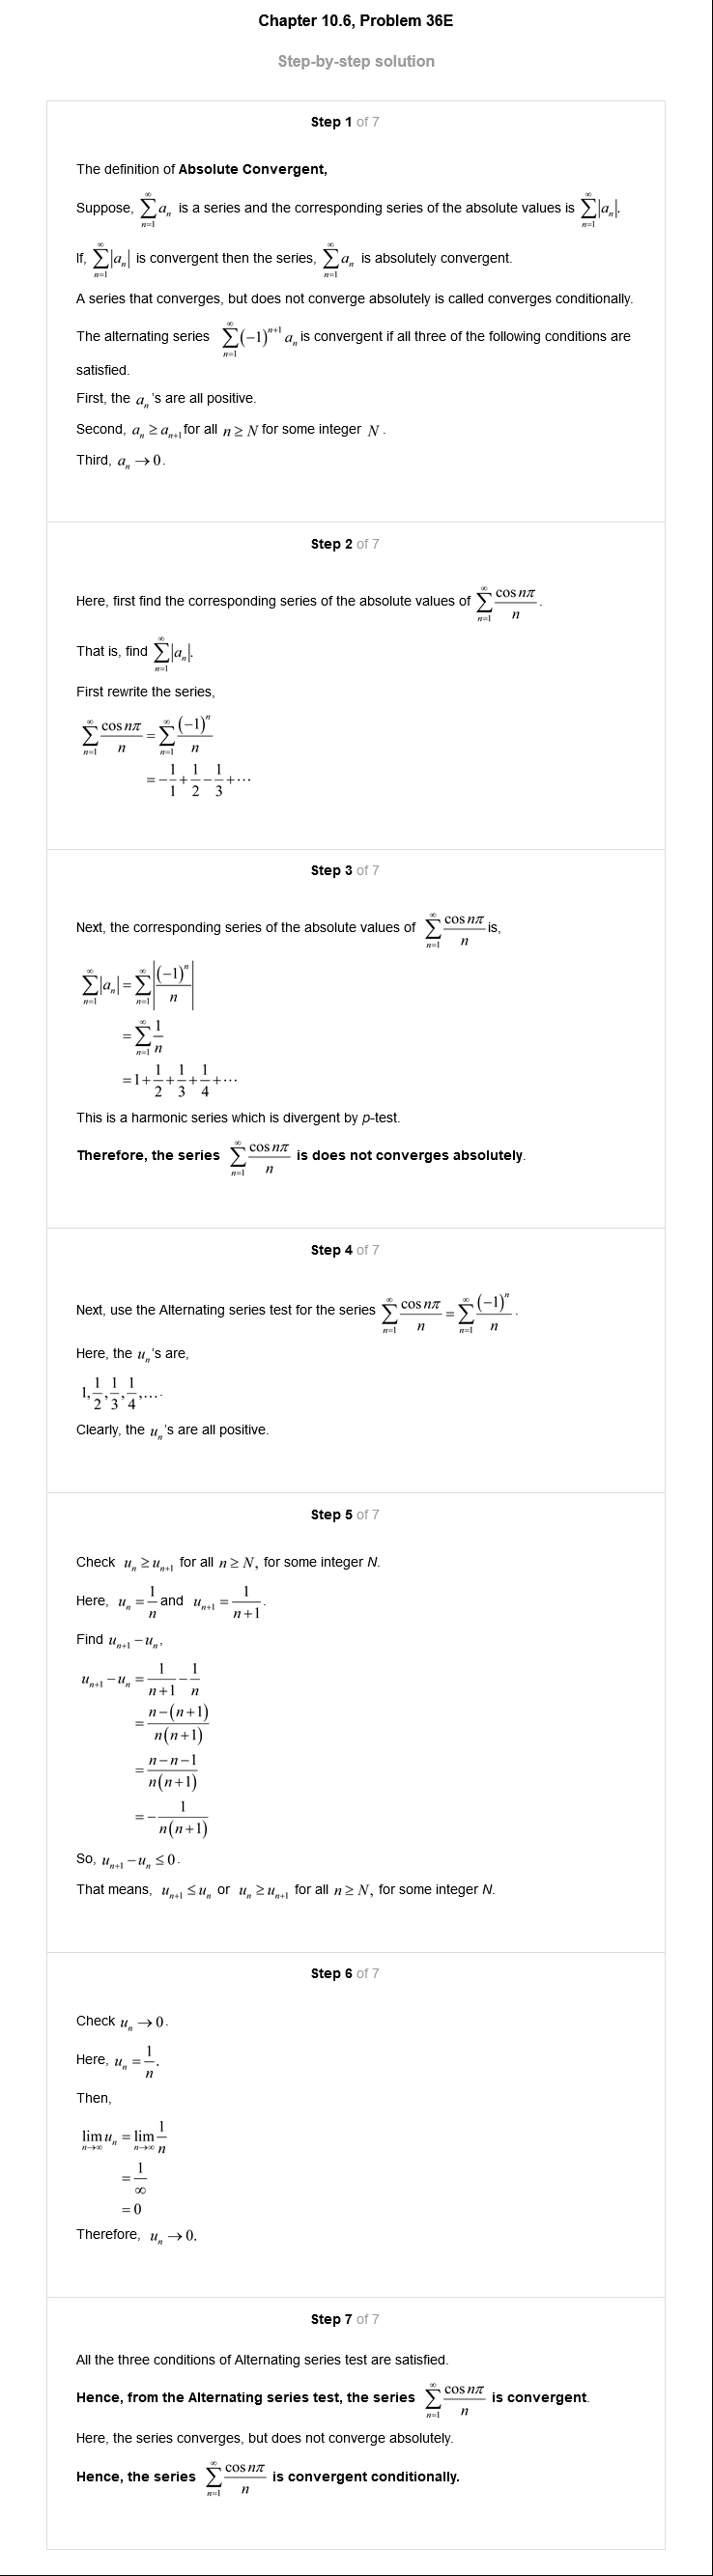 Chapter 10.6, Problem 36E
Step-by-step solution
Step 1 of 7
The definition of Absolute Convergent,
Suppose, $\sum_{n=1}^{\infty} a_n$ is a series and the corresponding series of the absolute values is $\sum_{n=1}^{\infty} |a_n|$.
If, $\sum_{n=1}^{\infty} |a_n|$ is convergent then the series, $\sum_{n=1}^{\infty} a_n$ is absolutely convergent.
A series that converges, but does not converge absolutely is called converges conditionally.
The alternating series $\sum_{n=1}^{\infty} (-1)^{n+1} a_n$ is convergent if all three of the following conditions are
satisfied.
First, the $a_n$'s are all positive.
Second, $a_n \geq a_{n+1}$ for all $n \geq N$ for some integer $N$.
Third, $a_n \to 0$.
Step 2 of 7
Here, first find the corresponding series of the absolute values of $\sum_{n=1}^{\infty} \frac{\cos n\pi}{n}$.
That is, find $\sum_{n=1}^{\infty} |a_n|$.
First rewrite the series,
$\sum_{n=1}^{\infty} \frac{\cos n\pi}{n} = \sum_{n=1}^{\infty} \frac{(-1)^n}{n}$
$= -\frac{1}{1} + \frac{1}{2} - \frac{1}{3} + \cdots$
Step 3 of 7
Next, the corresponding series of the absolute values of $\sum_{n=1}^{\infty} \frac{\cos n\pi}{n}$ is,
$\sum_{n=1}^{\infty} |a_n| = \sum_{n=1}^{\infty} \left| \frac{(-1)^n}{n} \right|$
$= \sum_{n=1}^{\infty} \frac{1}{n}$
$= 1 + \frac{1}{2} + \frac{1}{3} + \frac{1}{4} + \cdots$
This is a harmonic series which is divergent by p-test.
Therefore, the series $\sum_{n=1}^{\infty} \frac{\cos n\pi}{n}$ is does not converges absolutely.
Step 4 of 7
Next, use the Alternating series test for the series $\sum_{n=1}^{\infty} \frac{\cos n\pi}{n} = \sum_{n=1}^{\infty} \frac{(-1)^n}{n}$.
Here, the $u_n$'s are,
$1, \frac{1}{2}, \frac{1}{3}, \frac{1}{4}, \ldots$.
Clearly, the $u_n$'s are all positive.
Step 5 of 7
Check $u_n \geq u_{n+1}$ for all $n \geq N$, for some integer N.
Here, $u_n = \frac{1}{n}$ and $u_{n+1} = \frac{1}{n+1}$.
Find $u_{n+1} - u_n$,
$u_{n+1} - u_n = \frac{1}{n+1} - \frac{1}{n}$
$= \frac{n-(n+1)}{n(n+1)}$
$= \frac{n-n-1}{n(n+1)}$
$= -\frac{1}{n(n+1)}$
So, $u_{n+1} - u_n \leq 0$.
That means, $u_{n+1} \leq u_n$ or $u_n \geq u_{n+1}$ for all $n \geq N$, for some integer N.
Step 6 of 7
Check $u_n \to 0$.
Here, $u_n = \frac{1}{n}$.
Then,
$\lim_{n \to \infty} u_n = \lim_{n \to \infty} \frac{1}{n}$
$= \frac{1}{\infty}$
$= 0$
Therefore, $u_n \to 0$.
Step 7 of 7
All the three conditions of Alternating series test are satisfied.
Hence, from the Alternating series test, the series $\sum_{n=1}^{\infty} \frac{\cos n\pi}{n}$ is convergent.
Here, the series converges, but does not converge absolutely.
Hence, the series $\sum_{n=1}^{\infty} \frac{\cos n\pi}{n}$ is convergent conditionally.